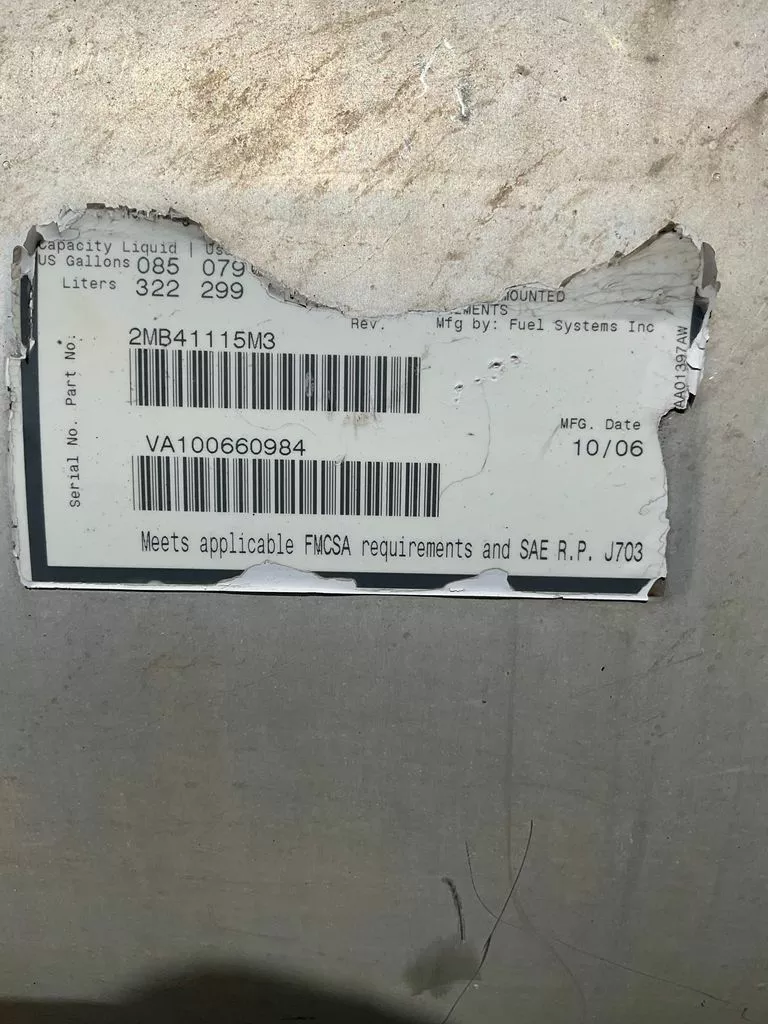 Capacity Liquid |
US Gallons 085 079
Liters 322 299
MOUNTED
Rev.
Mfg by: Fuel Systems Inc
Part No:
2MB41115M3
AA01397AW
MFG. Date
10/06
Serial No.
VA100660984
Meets applicable FMCSA requirements and SAE R.P. J703